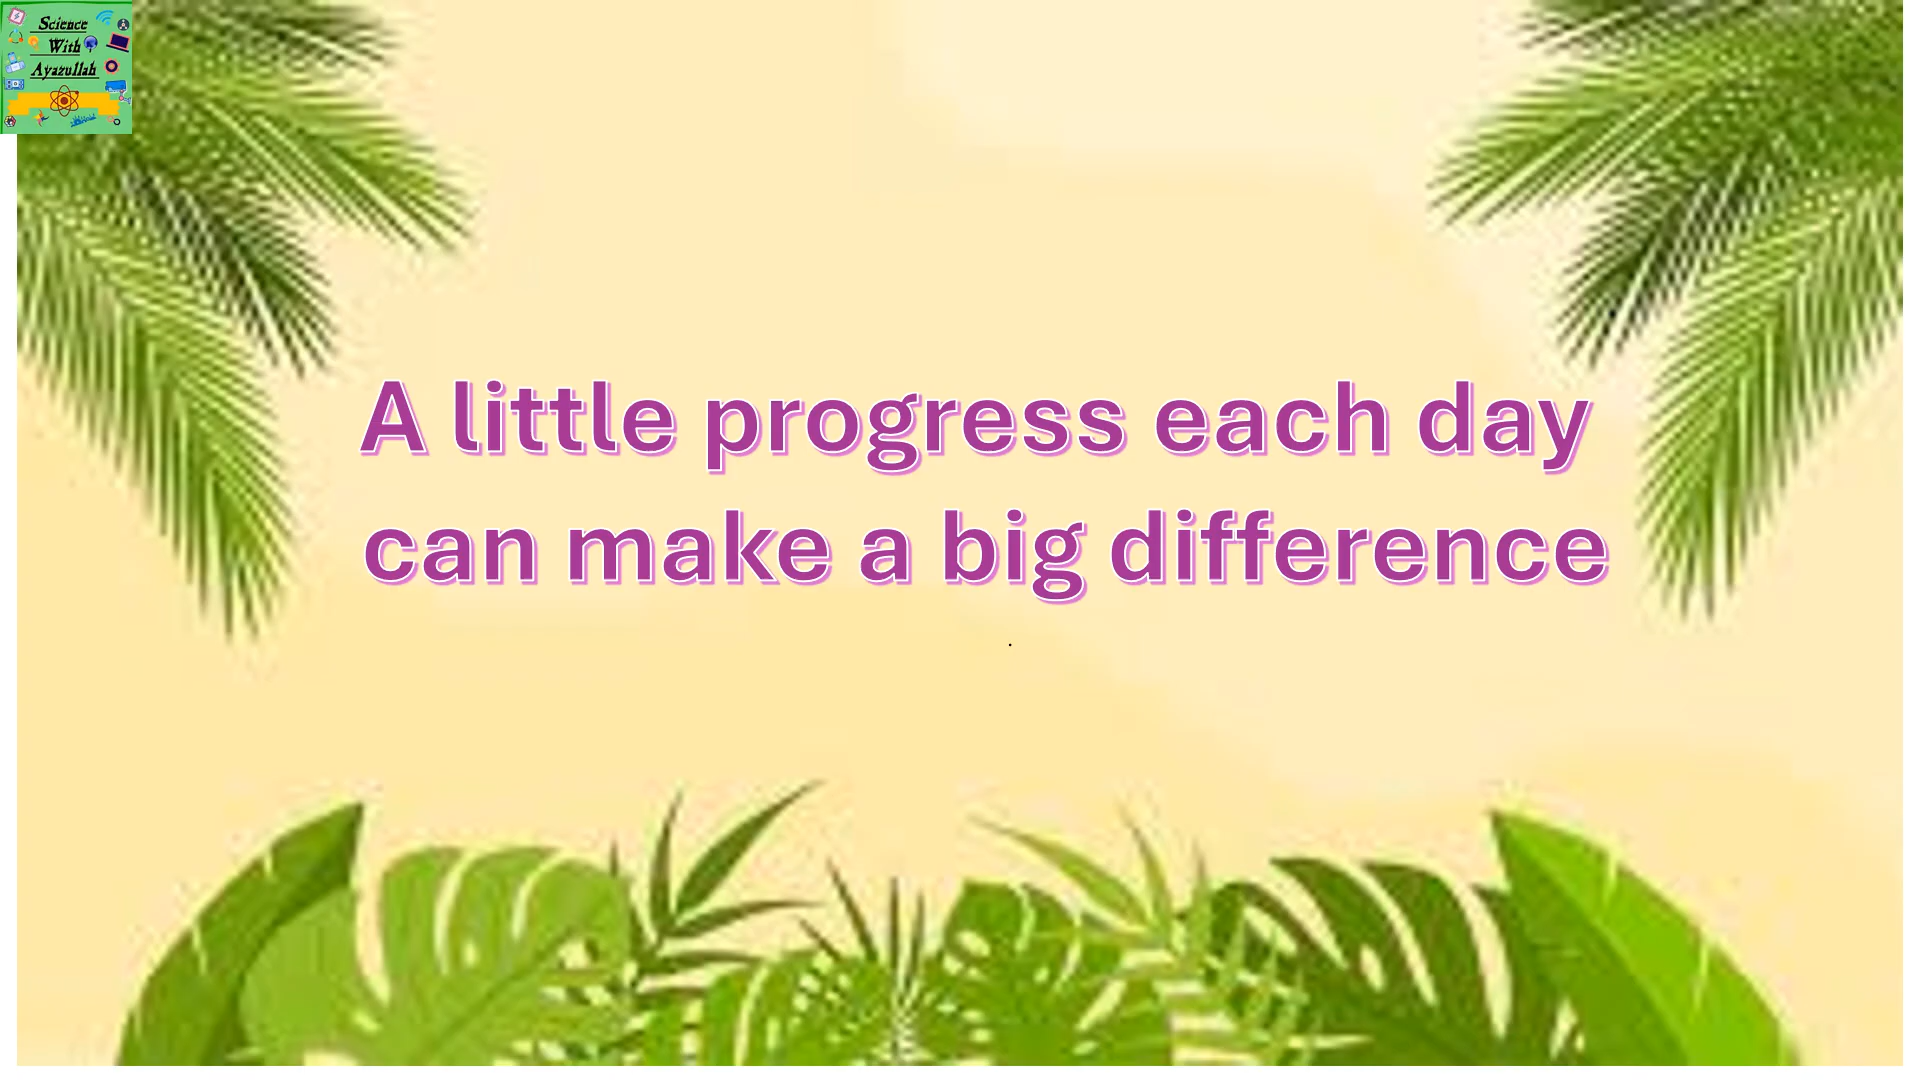 Science
With
Ayazullah
A little progress each day
can make a big difference
.